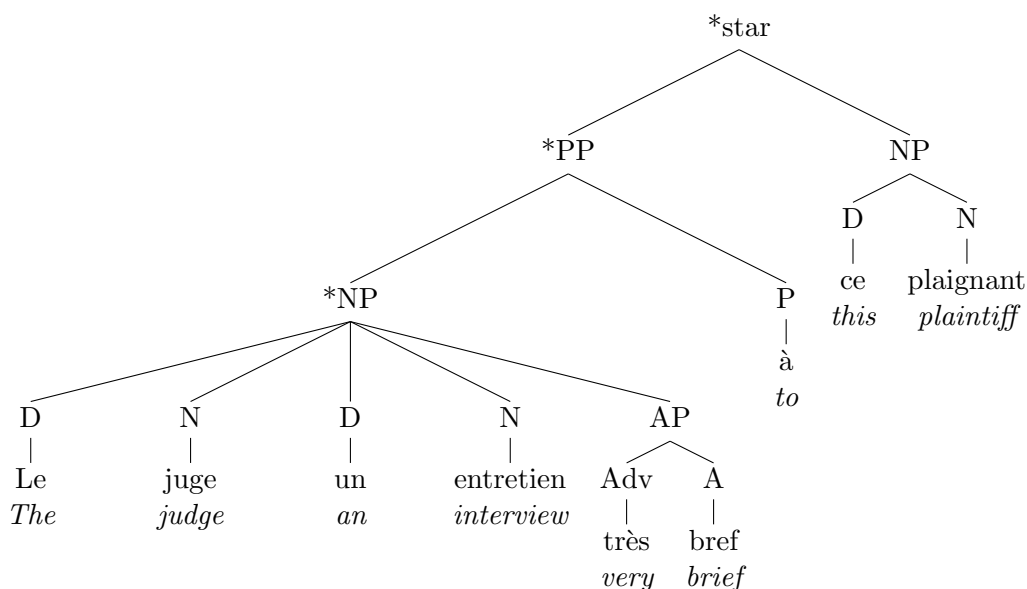 *star
*PP NP
D N
ce plaignant
this plaintiff
*NP P
à
to
D N D N AP
Le juge un entretien Adv A
The judge an interview
très bref
very brief